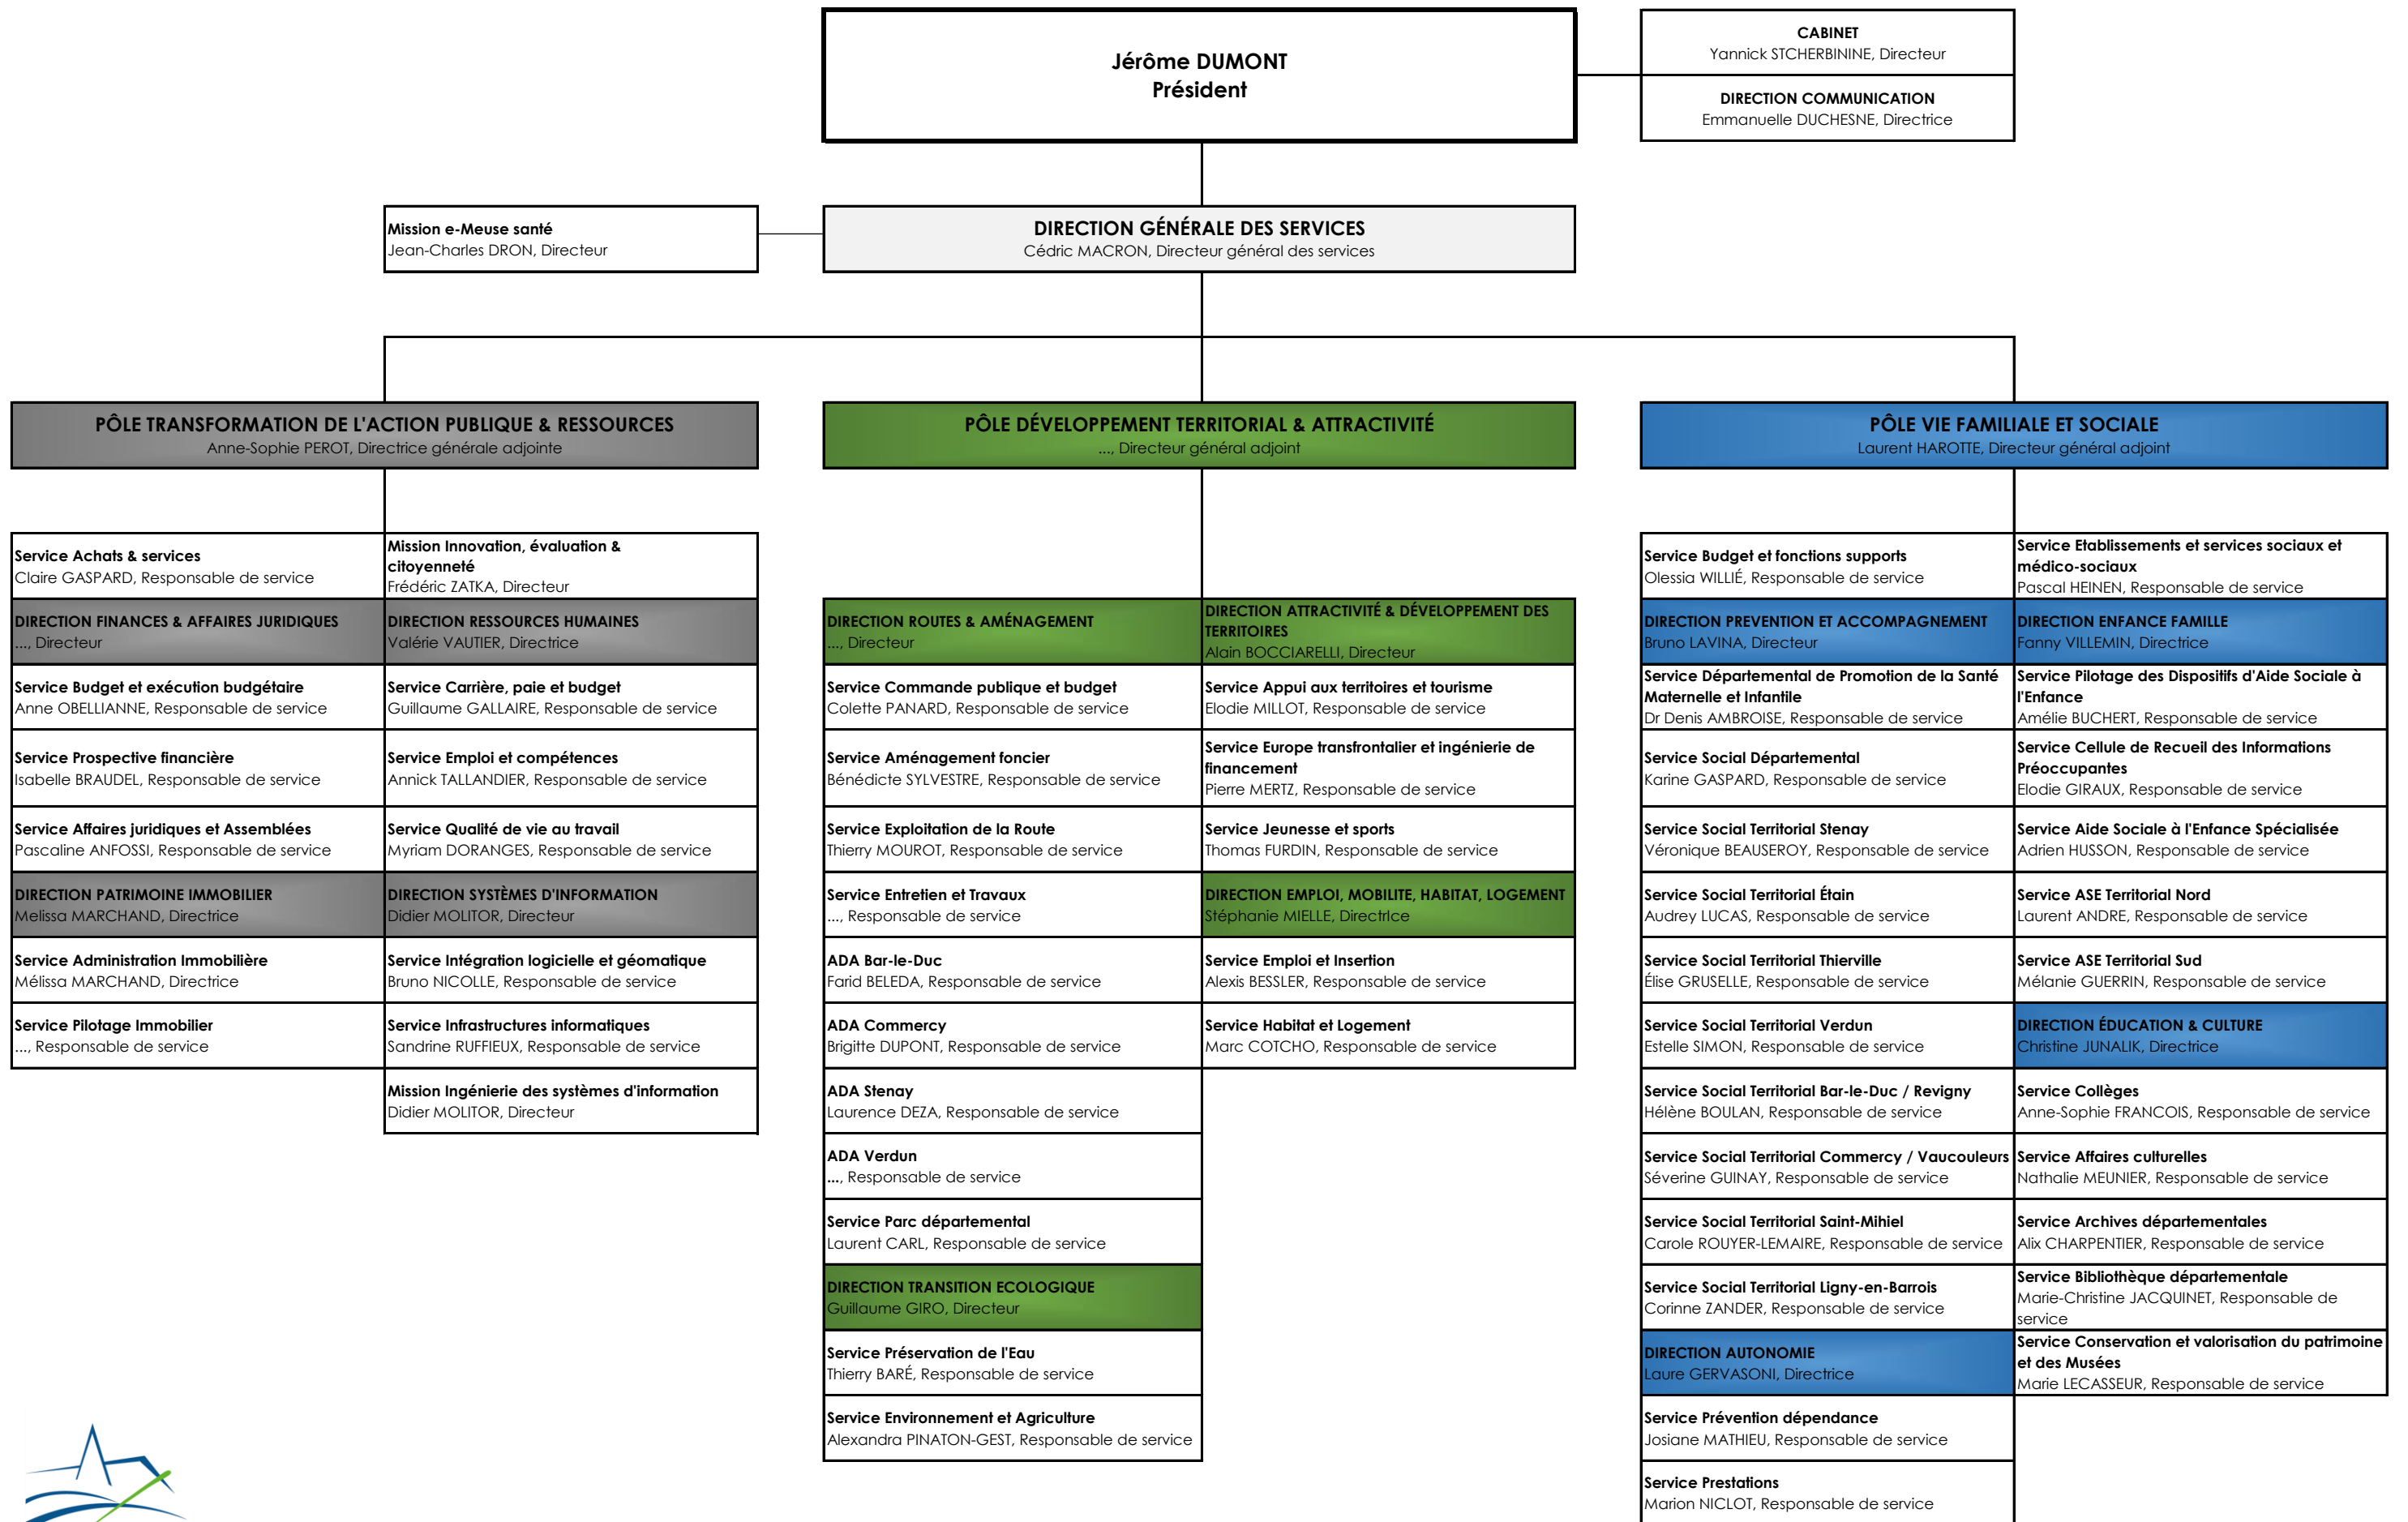 Jérôme DUMONT
Président
CABINET
Yannick STCHERBININE, Directeur
DIRECTION COMMUNICATION
Emmanuelle DUCHESNE, Directrice
Mission e-Meuse santé
Jean-Charles DRON, Directeur
DIRECTION GÉNÉRALE DES SERVICES
Cédric MACRON, Directeur général des services
PÔLE TRANSFORMATION DE L'ACTION PUBLIQUE & RESSOURCES
Anne-Sophie PEROT, Directrice générale adjointe
Service Achats & services
Claire GASPARD, Responsable de service
DIRECTION FINANCES & AFFAIRES JURIDIQUES
..., Directeur
Service Budget et exécution budgétaire
Anne OBELLIANNE, Responsable de service
Service Prospective financière
Isabelle BRAUDEL, Responsable de service
Service Affaires juridiques et Assemblées
Pascaline ANFOSSI, Responsable de service
DIRECTION PATRIMOINE IMMOBILIER
Melissa MARCHAND, Directrice
Service Administration Immobilière
Mélissa MARCHAND, Directrice
Service Pilotage Immobilier
..., Responsable de service
Mission Innovation, évaluation &
citoyenneté
Frédéric ZATKA, Directeur
DIRECTION RESSOURCES HUMAINES
Valérie VAUTIER, Directrice
Service Carrière, paie et budget
Guillaume GALLAIRE, Responsable de service
Service Emploi et compétences
Annick TALLANDIER, Responsable de service
Service Qualité de vie au travail
Myriam DORANGES, Responsable de service
DIRECTION SYSTÈMES D'INFORMATION
Didier MOLITOR, Directeur
Service Intégration logicielle et géomatique
Bruno NICOLLE, Responsable de service
Service Infrastructures informatiques
Sandrine RUFFIEUX, Responsable de service
Mission Ingénierie des systèmes d'information
Didier MOLITOR, Directeur
PÔLE DÉVELOPPEMENT TERRITORIAL & ATTRACTIVITÉ
..., Directeur général adjoint
DIRECTION ROUTES & AMÉNAGEMENT
..., Directeur
Service Commande publique et budget
Colette PANARD, Responsable de service
Service Aménagement foncier
Bénédicte SYLVESTRE, Responsable de service
Service Exploitation de la Route
Thierry MOUROT, Responsable de service
Service Entretien et Travaux
..., Responsable de service
ADA Bar-le-Duc
Farid BELEDA, Responsable de service
ADA Commercy
Brigitte DUPONT, Responsable de service
ADA Stenay
Laurence DEZA, Responsable de service
ADA Verdun
..., Responsable de service
Service Parc départemental
Laurent CARL, Responsable de service
DIRECTION TRANSITION ECOLOGIQUE
Guillaume GIRO, Directeur
Service Préservation de l'Eau
Thierry BARÉ, Responsable de service
Service Environnement et Agriculture
Alexandra PINATON-GEST, Responsable de service
DIRECTION ATTRACTIVITÉ & DÉVELOPPEMENT DES
TERRITOIRES
Alain BOCCIARELLI, Directeur
Service Appui aux territoires et tourisme
Elodie MILLOT, Responsable de service
Service Europe transfrontalier et ingénierie de
financement
Pierre MERTZ, Responsable de service
Service Jeunesse et sports
Thomas FURDIN, Responsable de service
DIRECTION EMPLOI, MOBILITE, HABITAT, LOGEMENT
Stéphanie MIELLE, DirectrIce
Service Emploi et Insertion
Alexis BESSLER, Responsable de service
Service Habitat et Logement
Marc COTCHO, Responsable de service
PÔLE VIE FAMILIALE ET SOCIALE
Laurent HAROTTE, Directeur général adjoint
Service Budget et fonctions supports
Olessia WILLIÉ, Responsable de service
DIRECTION PREVENTION ET ACCOMPAGNEMENT
Bruno LAVINA, Directeur
Service Départemental de Promotion de la Santé
Maternelle et Infantile
Dr Denis AMBROISE, Responsable de service
Service Social Départemental
Karine GASPARD, Responsable de service
Service Social Territorial Stenay
Véronique BEAUSEROY, Responsable de service
Service Social Territorial Étain
Audrey LUCAS, Responsable de service
Service Social Territorial Thierville
Élise GRUSELLE, Responsable de service
Service Social Territorial Verdun
Estelle SIMON, Responsable de service
Service Social Territorial Bar-le-Duc / Revigny
Hélène BOULAN, Responsable de service
Service Social Territorial Commercy / Vaucouleurs
Séverine GUINAY, Responsable de service
Service Social Territorial Saint-Mihiel
Carole ROUYER-LEMAIRE, Responsable de service
Service Social Territorial Ligny-en-Barrois
Corinne ZANDER, Responsable de service
DIRECTION AUTONOMIE
Laure GERVASONI, Directrice
Service Prévention dépendance
Josiane MATHIEU, Responsable de service
Service Prestations
Marion NICLOT, Responsable de service
Service Etablissements et services sociaux et
médico-sociaux
Pascal HEINEN, Responsable de service
DIRECTION ENFANCE FAMILLE
Fanny VILLEMIN, Directrice
Service Pilotage des Dispositifs d'Aide Sociale à
l'Enfance
Amélie BUCHERT, Responsable de service
Service Cellule de Recueil des Informations
Préoccupantes
Elodie GIRAUX, Responsable de service
Service Aide Sociale à l'Enfance Spécialisée
Adrien HUSSON, Responsable de service
Service ASE Territorial Nord
Laurent ANDRE, Responsable de service
Service ASE Territorial Sud
Mélanie GUERRIN, Responsable de service
DIRECTION ÉDUCATION & CULTURE
Christine JUNALIK, Directrice
Service Collèges
Anne-Sophie FRANCOIS, Responsable de service
Service Affaires culturelles
Nathalie MEUNIER, Responsable de service
Service Archives départementales
Alix CHARPENTIER, Responsable de service
Service Bibliothèque départementale
Marie-Christine JACQUINET, Responsable de
service
Service Conservation et valorisation du patrimoine
et des Musées
Marie LECASSEUR, Responsable de service